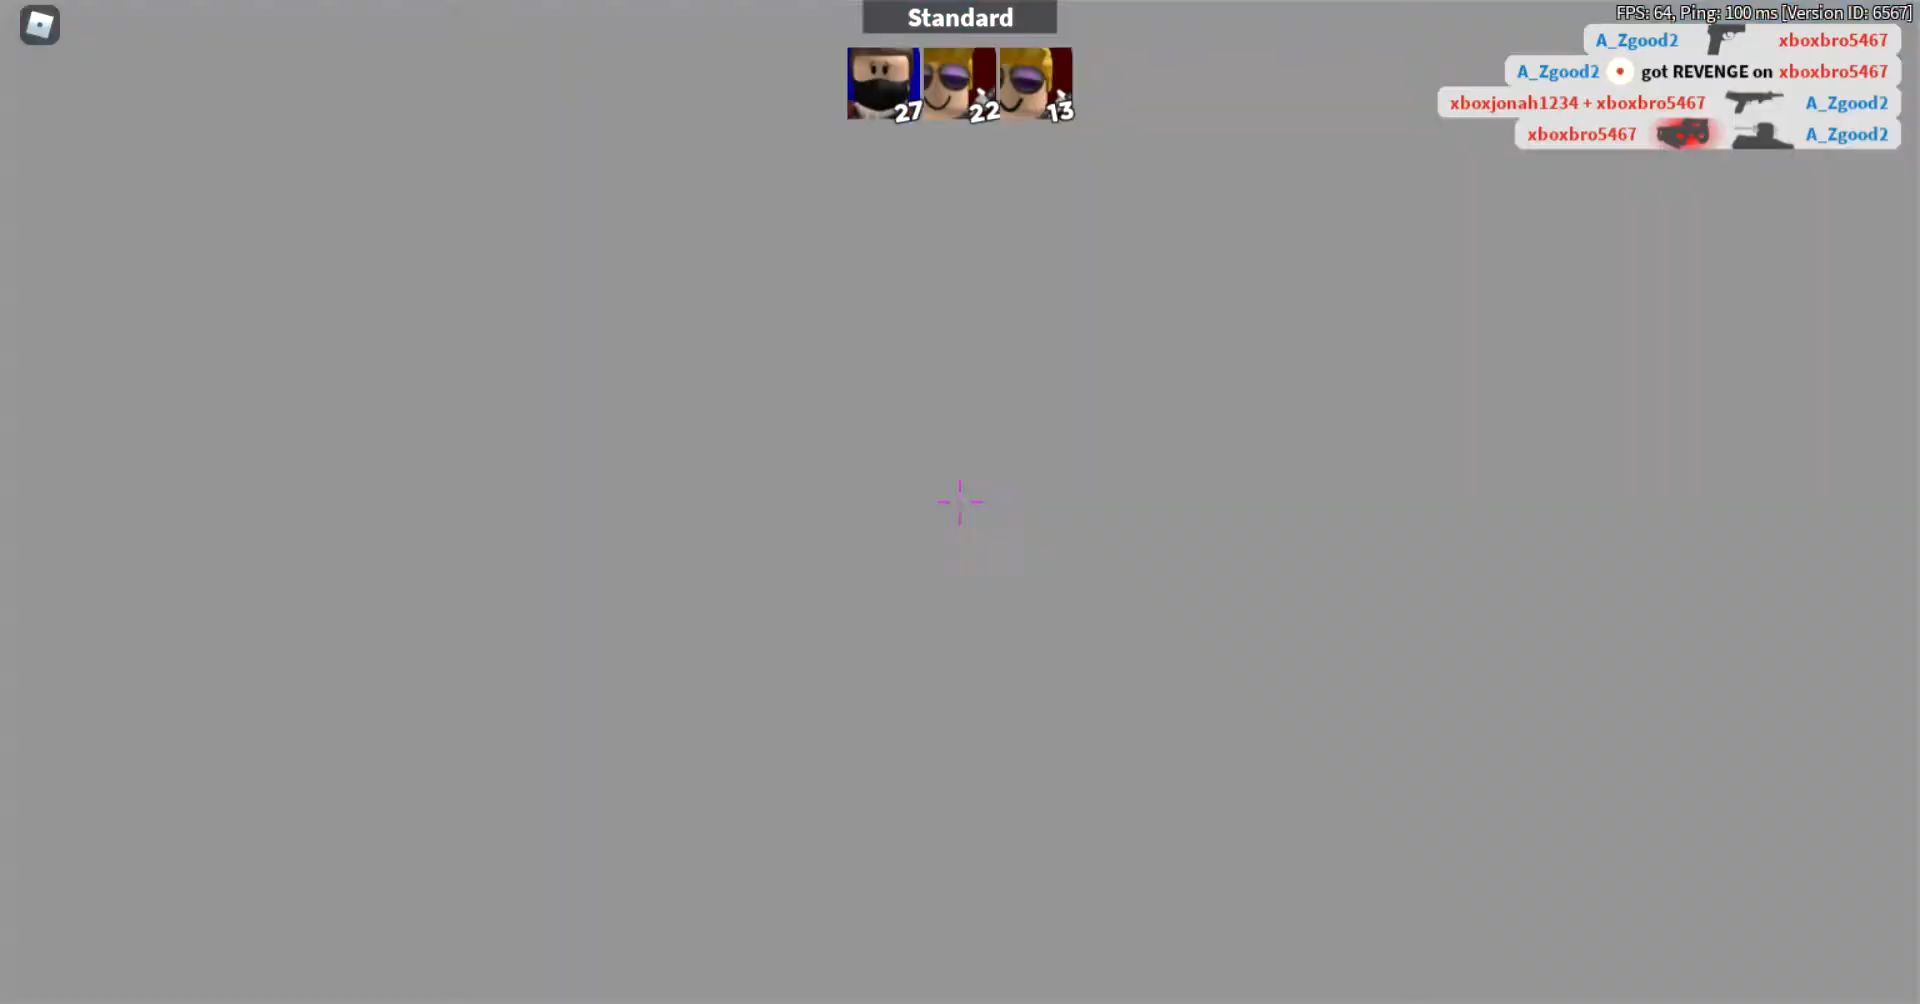 Standard
27 22 13
FPS: 64, Ping: 100 ms [Version ID: 6567]
A_Zgood2 xboxbro5467
A_Zgood2 got REVENGE on xboxbro5467
xboxjonah1234 + xboxbro5467 A_Zgood2
xboxbro5467 A_Zgood2